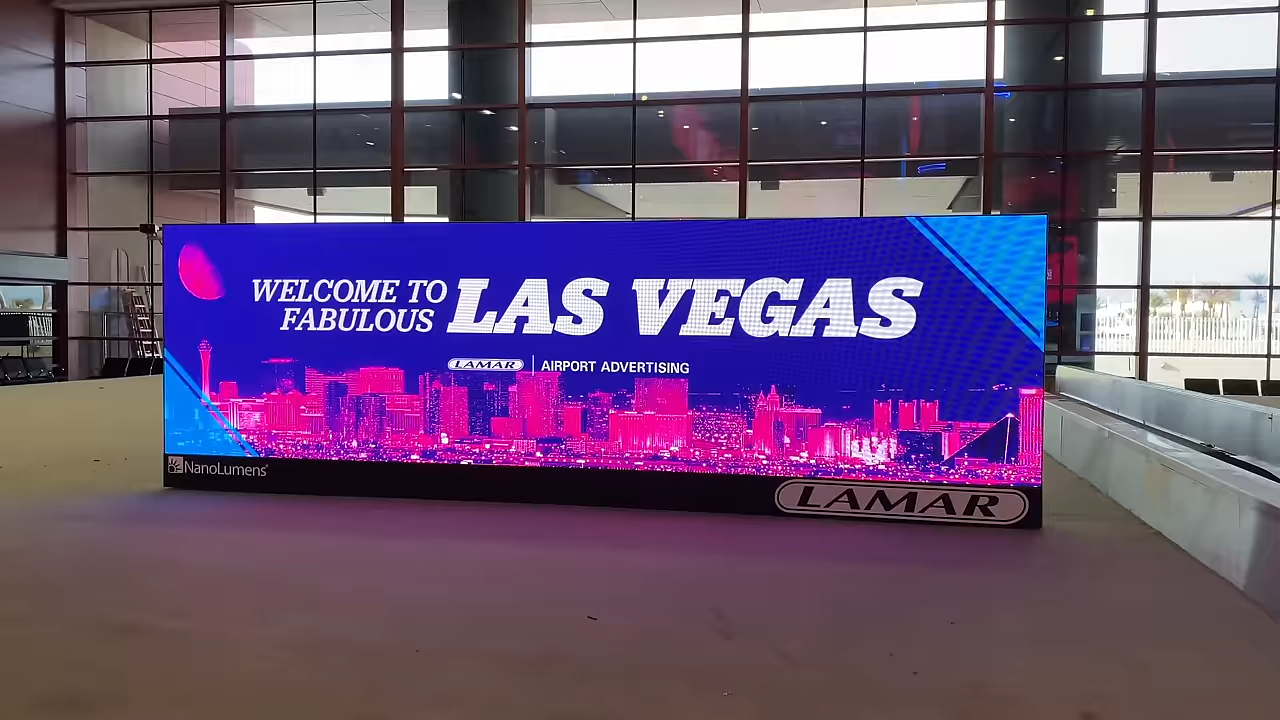 WELCOME TO
FABULOUS
LAS VEGAS
LAMAR | AIRPORT ADVERTISING
NanoLumens®
LAMAR